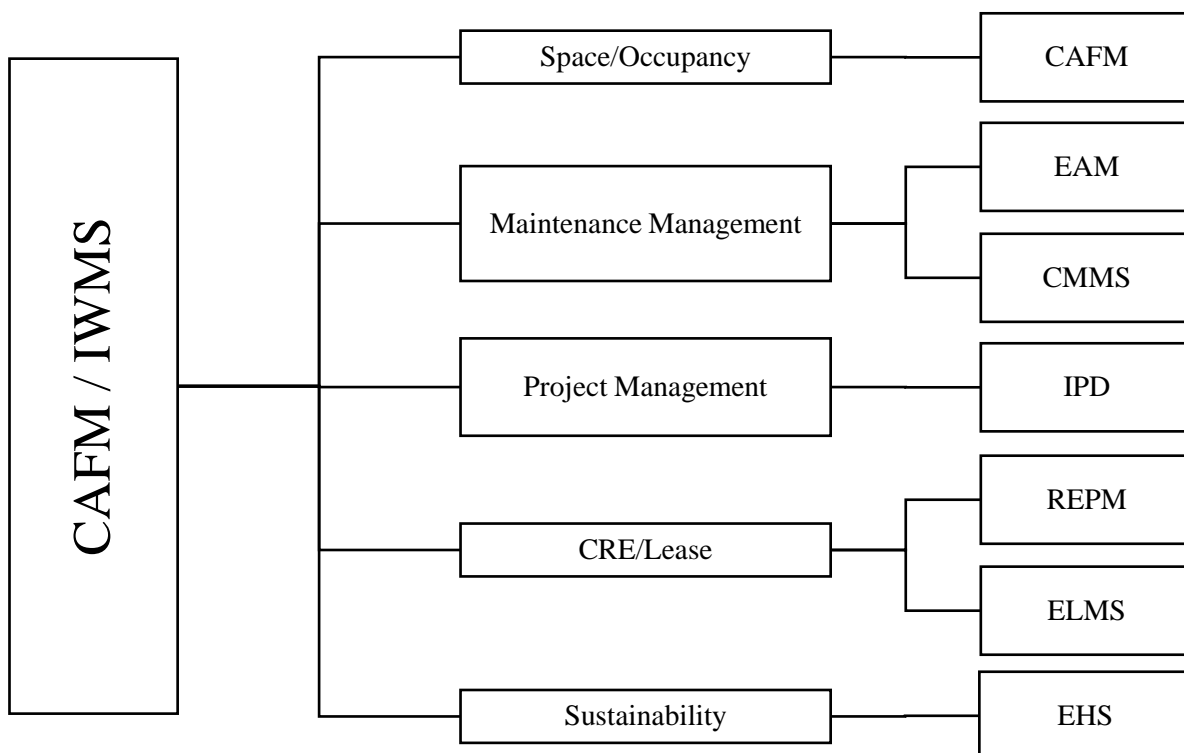 CAFM / IWMS
Space/Occupancy
CAFM
Maintenance Management
EAM
CMMS
Project Management
IPD
CRE/Lease
REPM
ELMS
Sustainability
EHS